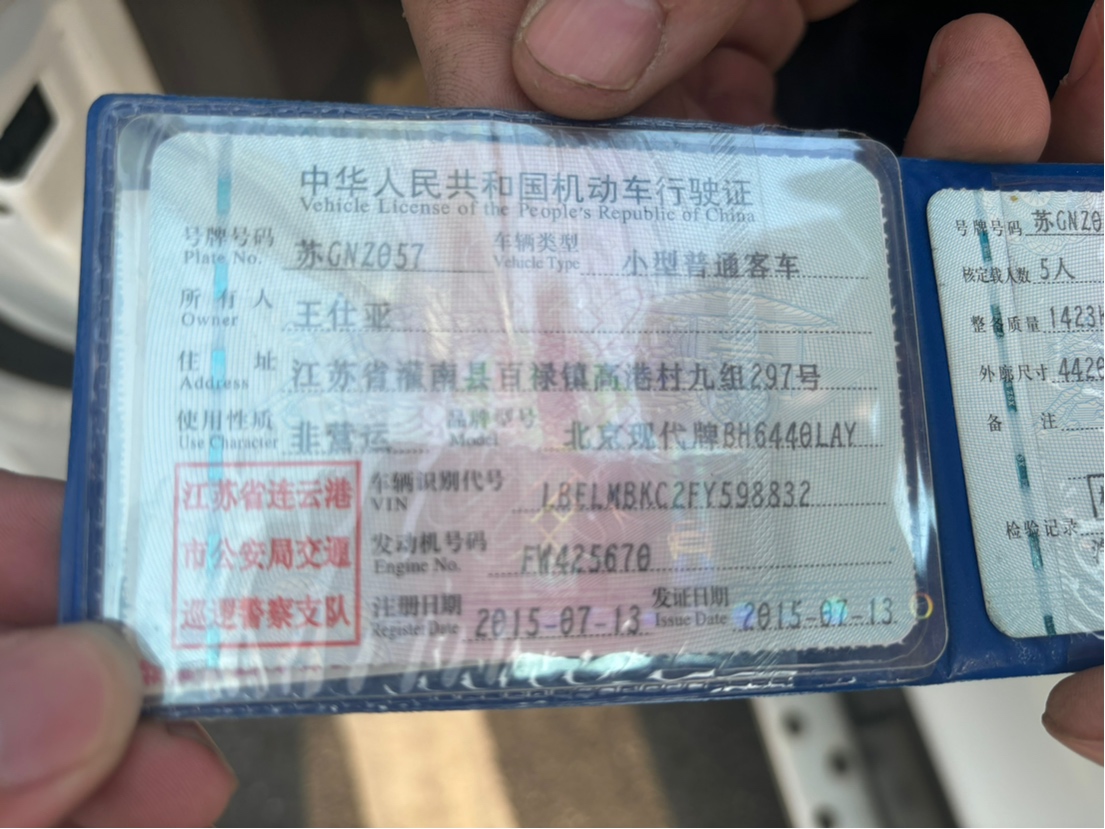 中华人民共和国机动车行驶证
Vehicle License of the People's Republic of China
号牌号码 苏GNZ057 车辆类型 小型普通客车
Plate No. Vehicle Type
所有人 王仕亚
Owner
住址 江苏省灌南县百禄镇高港村九组297号
Address
使用性质 非营运 品牌型号 北京现代牌BH6440LAY
Use Character Model
江苏省连云港
市公安局交通
巡逻警察支队
车辆识别代号 LBELMBKC2FY598832
VIN
发动机号码 FW425670
Engine No.
注册日期 2015-07-13 发证日期 2015-07-13
Register Date Issue Date
号牌号码 苏GNZ0
核定载人数 5人
整备质量 1423
外廓尺寸 442
备注
检验记录